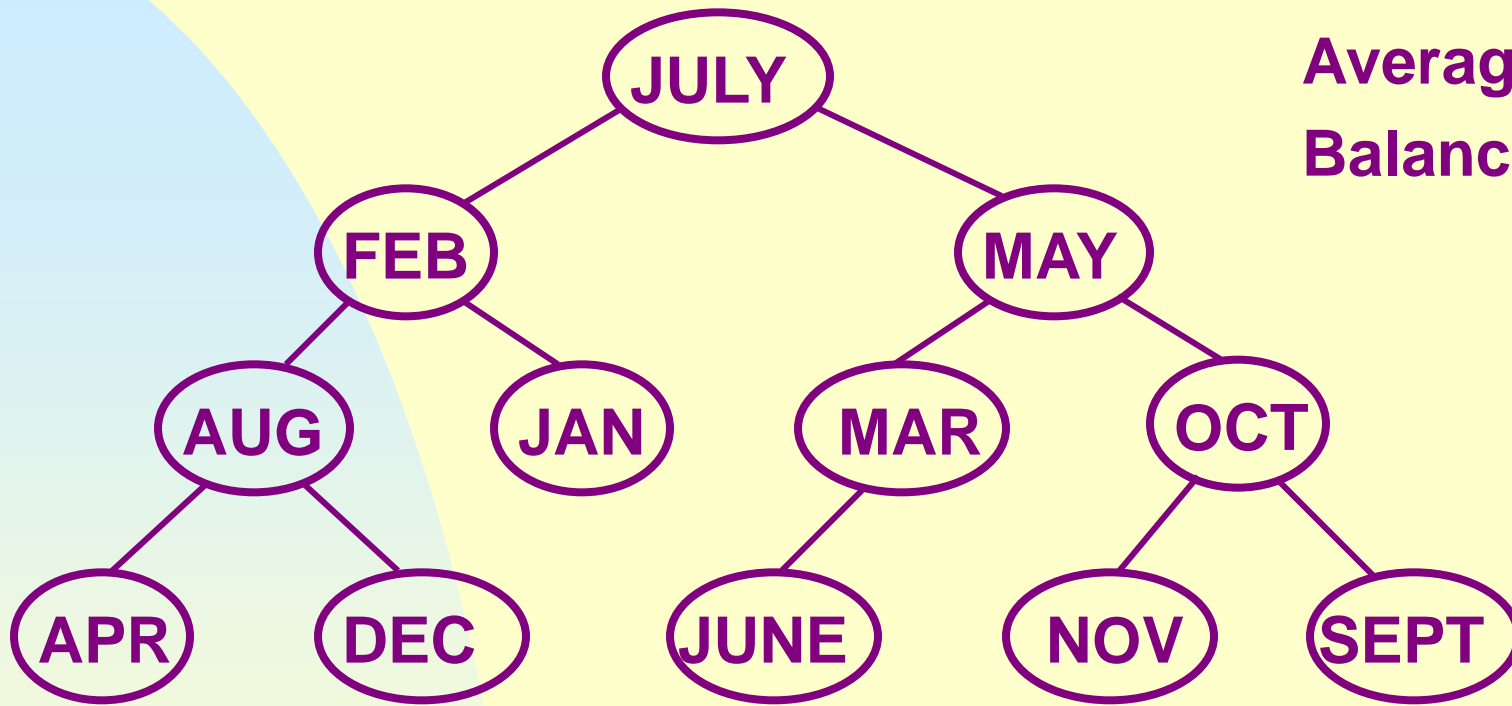 JULY
Averag
Balanc
FEB MAY
AUG JAN MAR OCT
APR DEC JUNE NOV SEPT